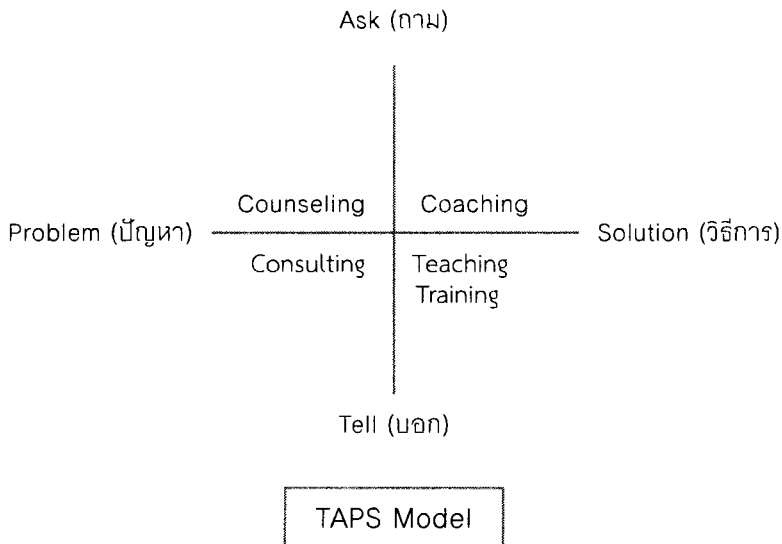 Ask (ถาม)
Counseling Coaching
Problem (ปัญหา) Solution (วิธีการ)
Consulting Teaching
Training
Tell (บอก)
TAPS Model